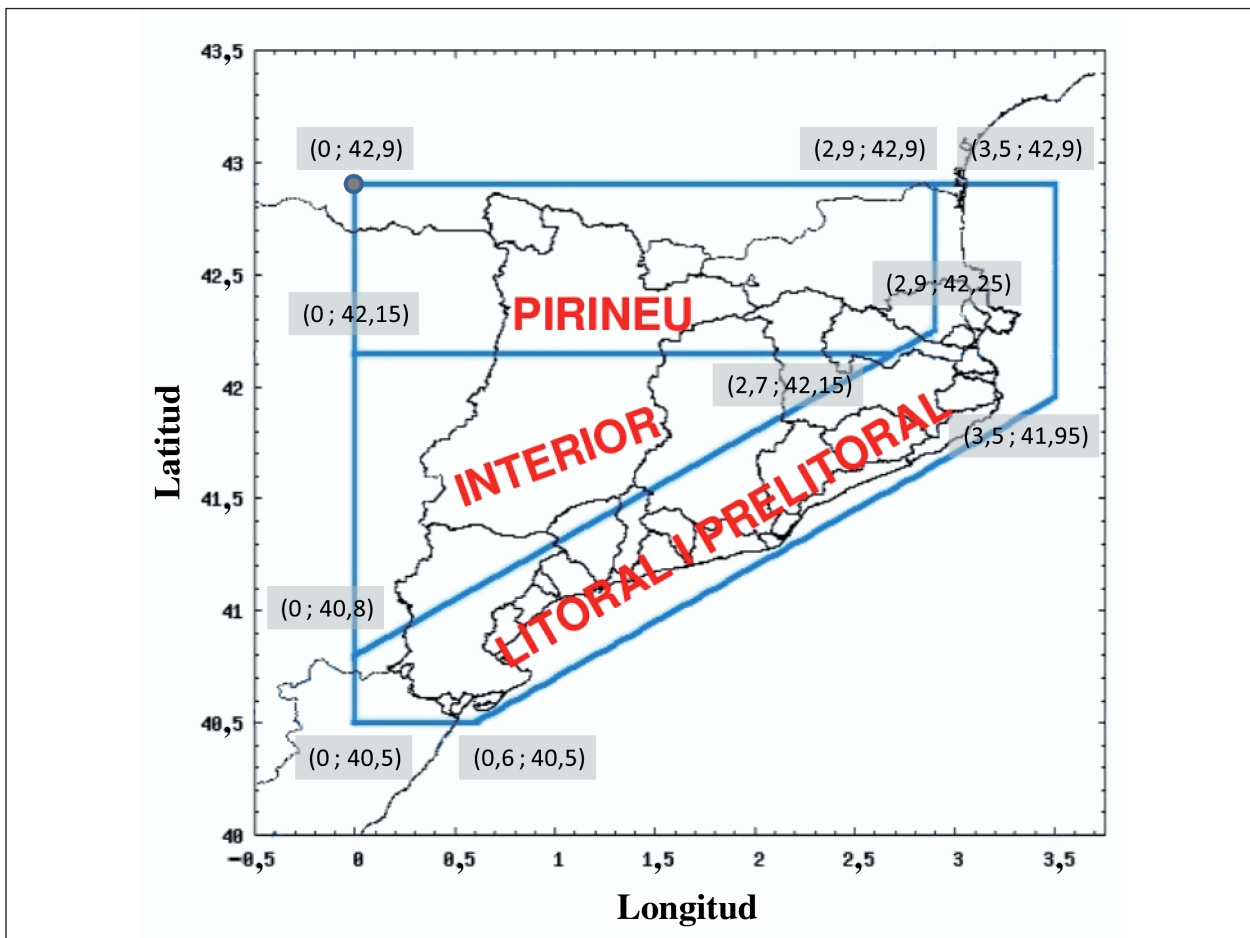 43,5
(0 ; 42,9)
(2,9 ; 42,9)
(3,5 ; 42,9)
43
42,5
(2,9 ; 42,25)
(0 ; 42,15)
PIRINEU
42
(2,7 ; 42,15)
INTERIOR
(3,5 ; 41,95)
LITORAL I PRELITORAL
41,5
41
(0 ; 40,8)
40,5
(0 ; 40,5)
(0,6 ; 40,5)
40
-0,5
0
0,5
1
1,5
2
2,5
3
3,5
Latitud
Longitud